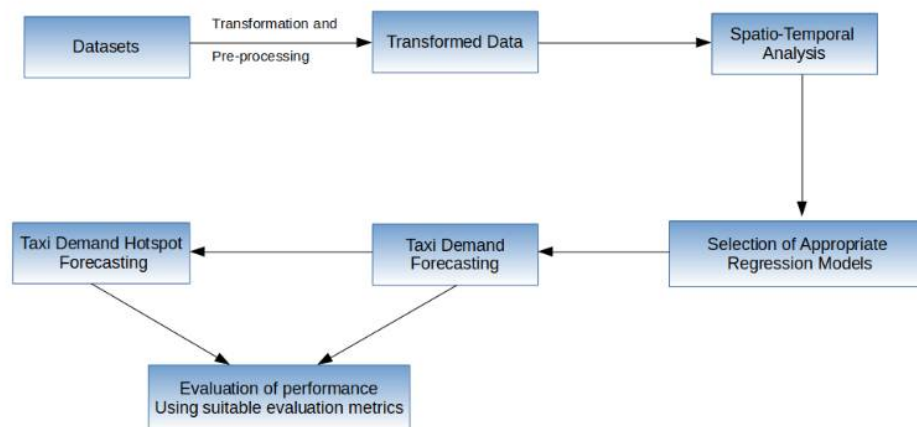 Datasets
Transformation and
Pre-processing
Transformed Data
Spatio-Temporal
Analysis
Selection of Appropriate
Regression Models
Taxi Demand
Forecasting
Taxi Demand Hotspot
Forecasting
Evaluation of performance
Using suitable evaluation metrics